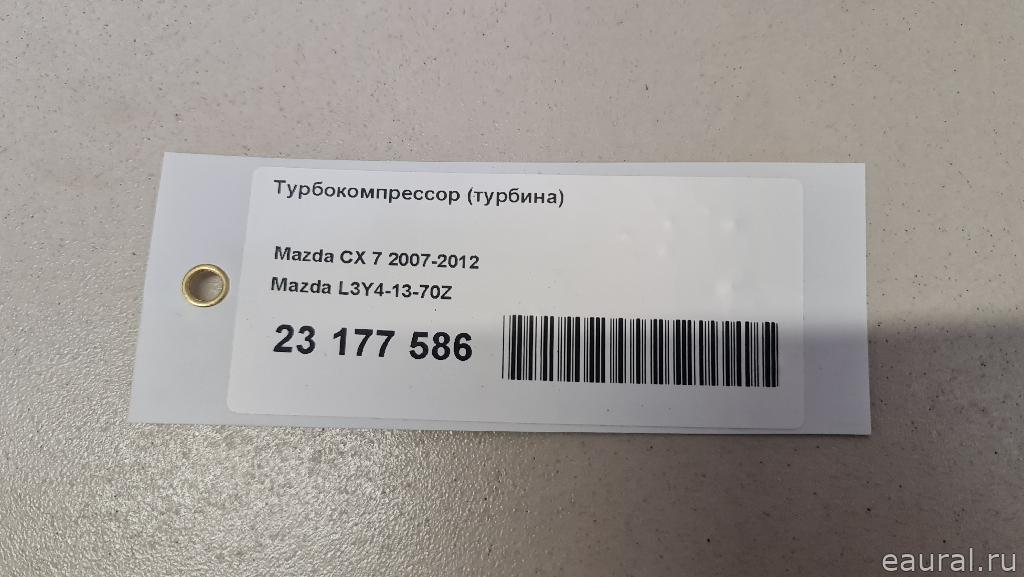 Турбокомпрессор (турбина)
Mazda CX 7 2007-2012
Mazda L3Y4-13-70Z
23 177 586
eaural.ru